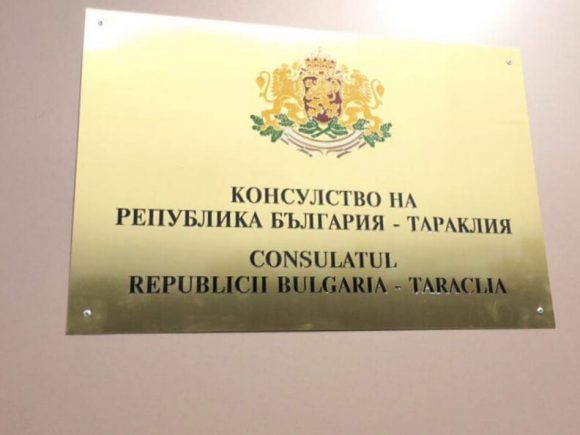 КОНСУЛСТВО НА
РЕПУБЛИКА БЪЛГАРИЯ - ТАРАКЛИЯ
CONSULATUL
REPUBLICII BULGARIA - TARACLIA